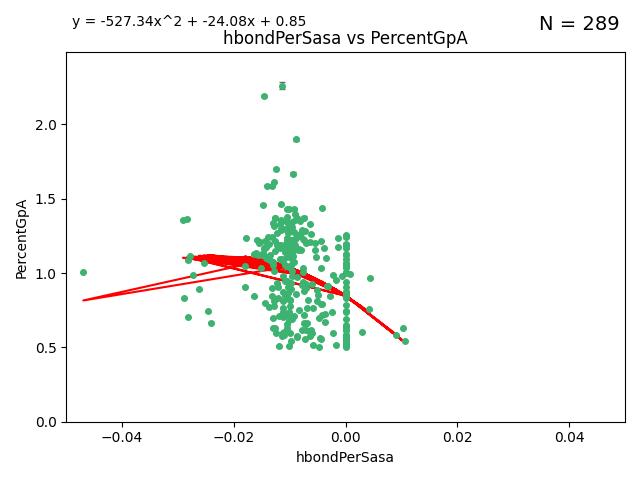 y = -527.34x^2 + -24.08x + 0.85
N = 289
hbondPerSasa vs PercentGpA
PercentGpA
2.0
1.5
1.0
0.5
0.0
−0.04 −0.02 0.00 0.02 0.04
hbondPerSasa